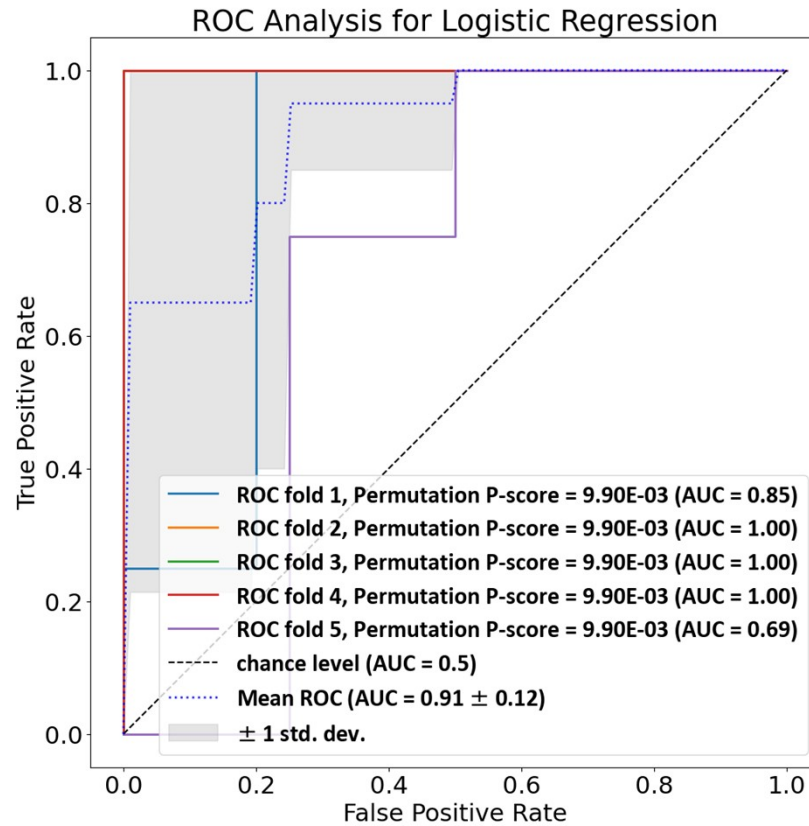 ROC Analysis for Logistic Regression
1.0
0.8
0.6
0.4
0.2
0.0
True Positive Rate
ROC fold 1, Permutation P-score = 9.90E-03 (AUC = 0.85)
ROC fold 2, Permutation P-score = 9.90E-03 (AUC = 1.00)
ROC fold 3, Permutation P-score = 9.90E-03 (AUC = 1.00)
ROC fold 4, Permutation P-score = 9.90E-03 (AUC = 1.00)
ROC fold 5, Permutation P-score = 9.90E-03 (AUC = 0.69)
chance level (AUC = 0.5)
Mean ROC (AUC = 0.91 ± 0.12)
± 1 std. dev.
0.0 0.2 0.4 0.6 0.8 1.0
False Positive Rate